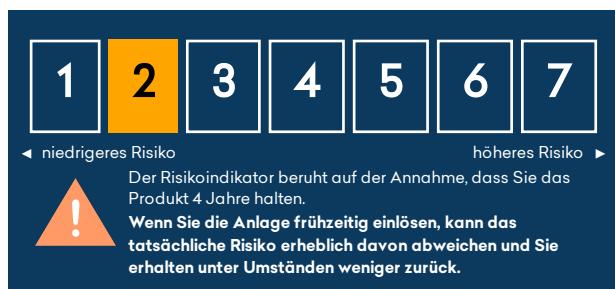 1 2 3 4 5 6 7
◄ niedrigeres Risiko höheres Risiko ►
Der Risikoindikator beruht auf der Annahme, dass Sie das
Produkt 4 Jahre halten.
Wenn Sie die Anlage frühzeitig einlösen, kann das
tatsächliche Risiko erheblich davon abweichen und Sie
erhalten unter Umständen weniger zurück.